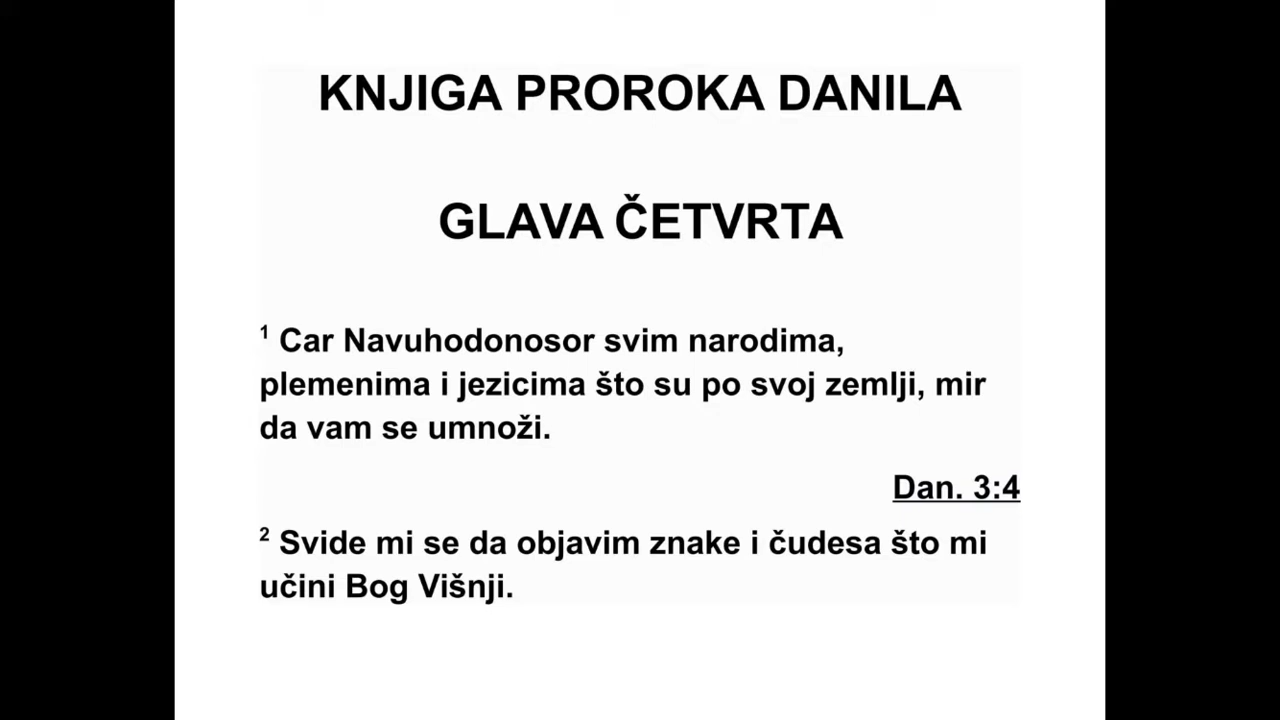 KNJIGA PROROKA DANILA
GLAVA ČETVRTA
1 Car Navuhodonosor svim narodima,
plemenima i jezicima što su po svoj zemlji, mir
da vam se umnoži.
Dan. 3:4
2 Svide mi se da objavim znake i čudesa što mi
učini Bog Višnji.